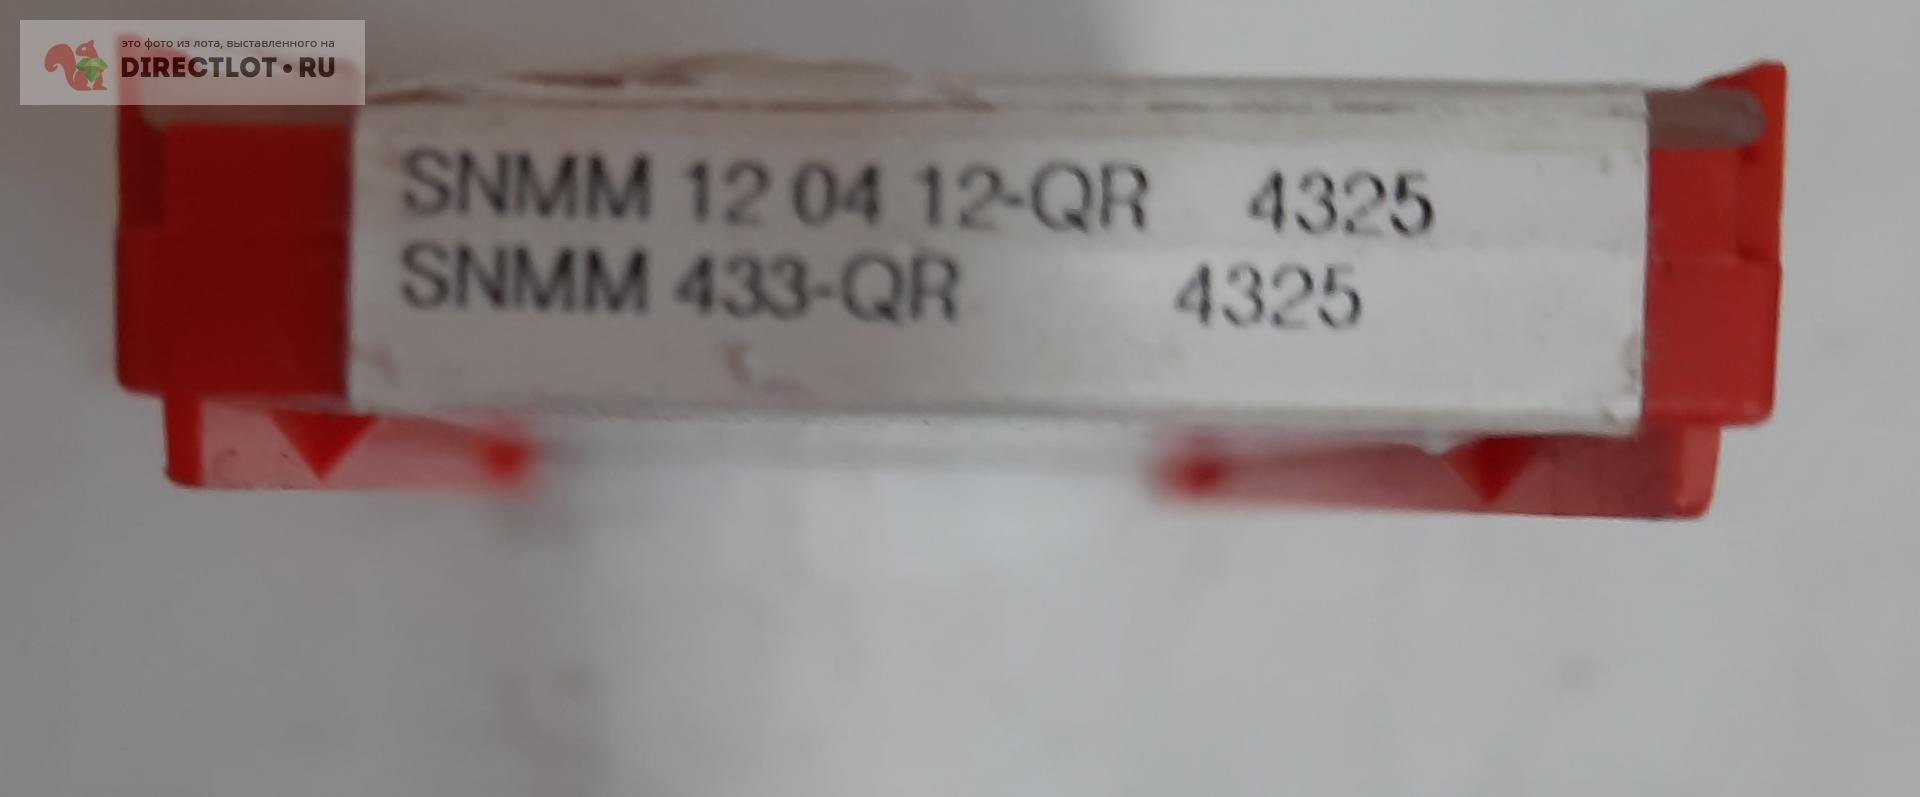 это фото из лота, выставленного на
DIRECTLOT•RU
SNMM 12 04 12-QR 4325
SNMM 433-QR 4325